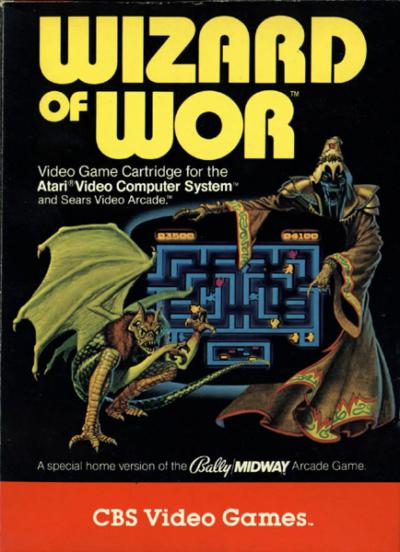 WIZARD
OF WOR™
Video Game Cartridge for the
Atari® Video Computer System™
and Sears Video Arcade.™
23500 04100
A special home version of the Bally/MIDWAY Arcade Game.
CBS Video Games™